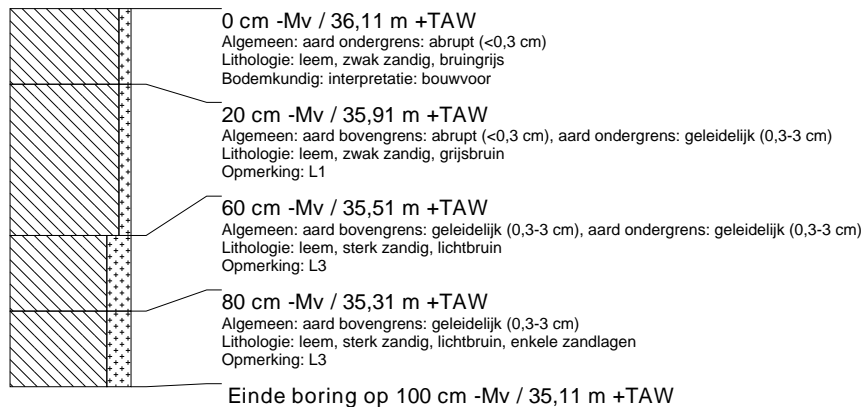 0 cm -Mv / 36,11 m +TAW
Algemeen: aard ondergrens: abrupt (<0,3 cm)
Lithologie: leem, zwak zandig, bruingrijs
Bodemkundig: interpretatie: bouwvoor
20 cm -Mv / 35,91 m +TAW
Algemeen: aard bovengrens: abrupt (<0,3 cm), aard ondergrens: geleidelijk (0,3-3 cm)
Lithologie: leem, zwak zandig, grijsbruin
Opmerking: L1
60 cm -Mv / 35,51 m +TAW
Algemeen: aard bovengrens: geleidelijk (0,3-3 cm), aard ondergrens: geleidelijk (0,3-3 cm)
Lithologie: leem, sterk zandig, lichtbruin
Opmerking: L3
80 cm -Mv / 35,31 m +TAW
Algemeen: aard bovengrens: geleidelijk (0,3-3 cm)
Lithologie: leem, sterk zandig, lichtbruin, enkele zandlagen
Opmerking: L3
Einde boring op 100 cm -Mv / 35,11 m +TAW